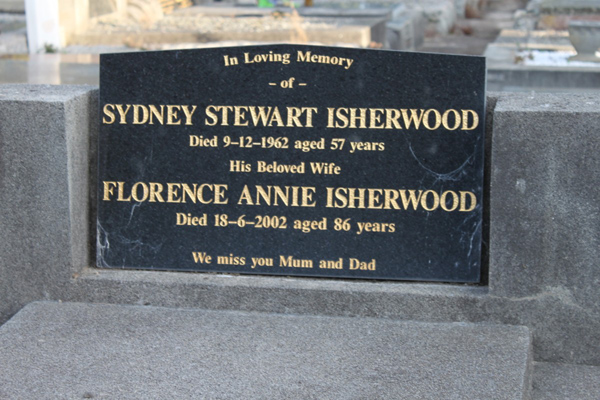 In Loving Memory
– of –
SYDNEY STEWART ISHERWOOD
Died 9–12–1962 aged 57 years
His Beloved Wife
FLORENCE ANNIE ISHERWOOD
Died 18–6–2002 aged 86 years
We miss you Mum and Dad